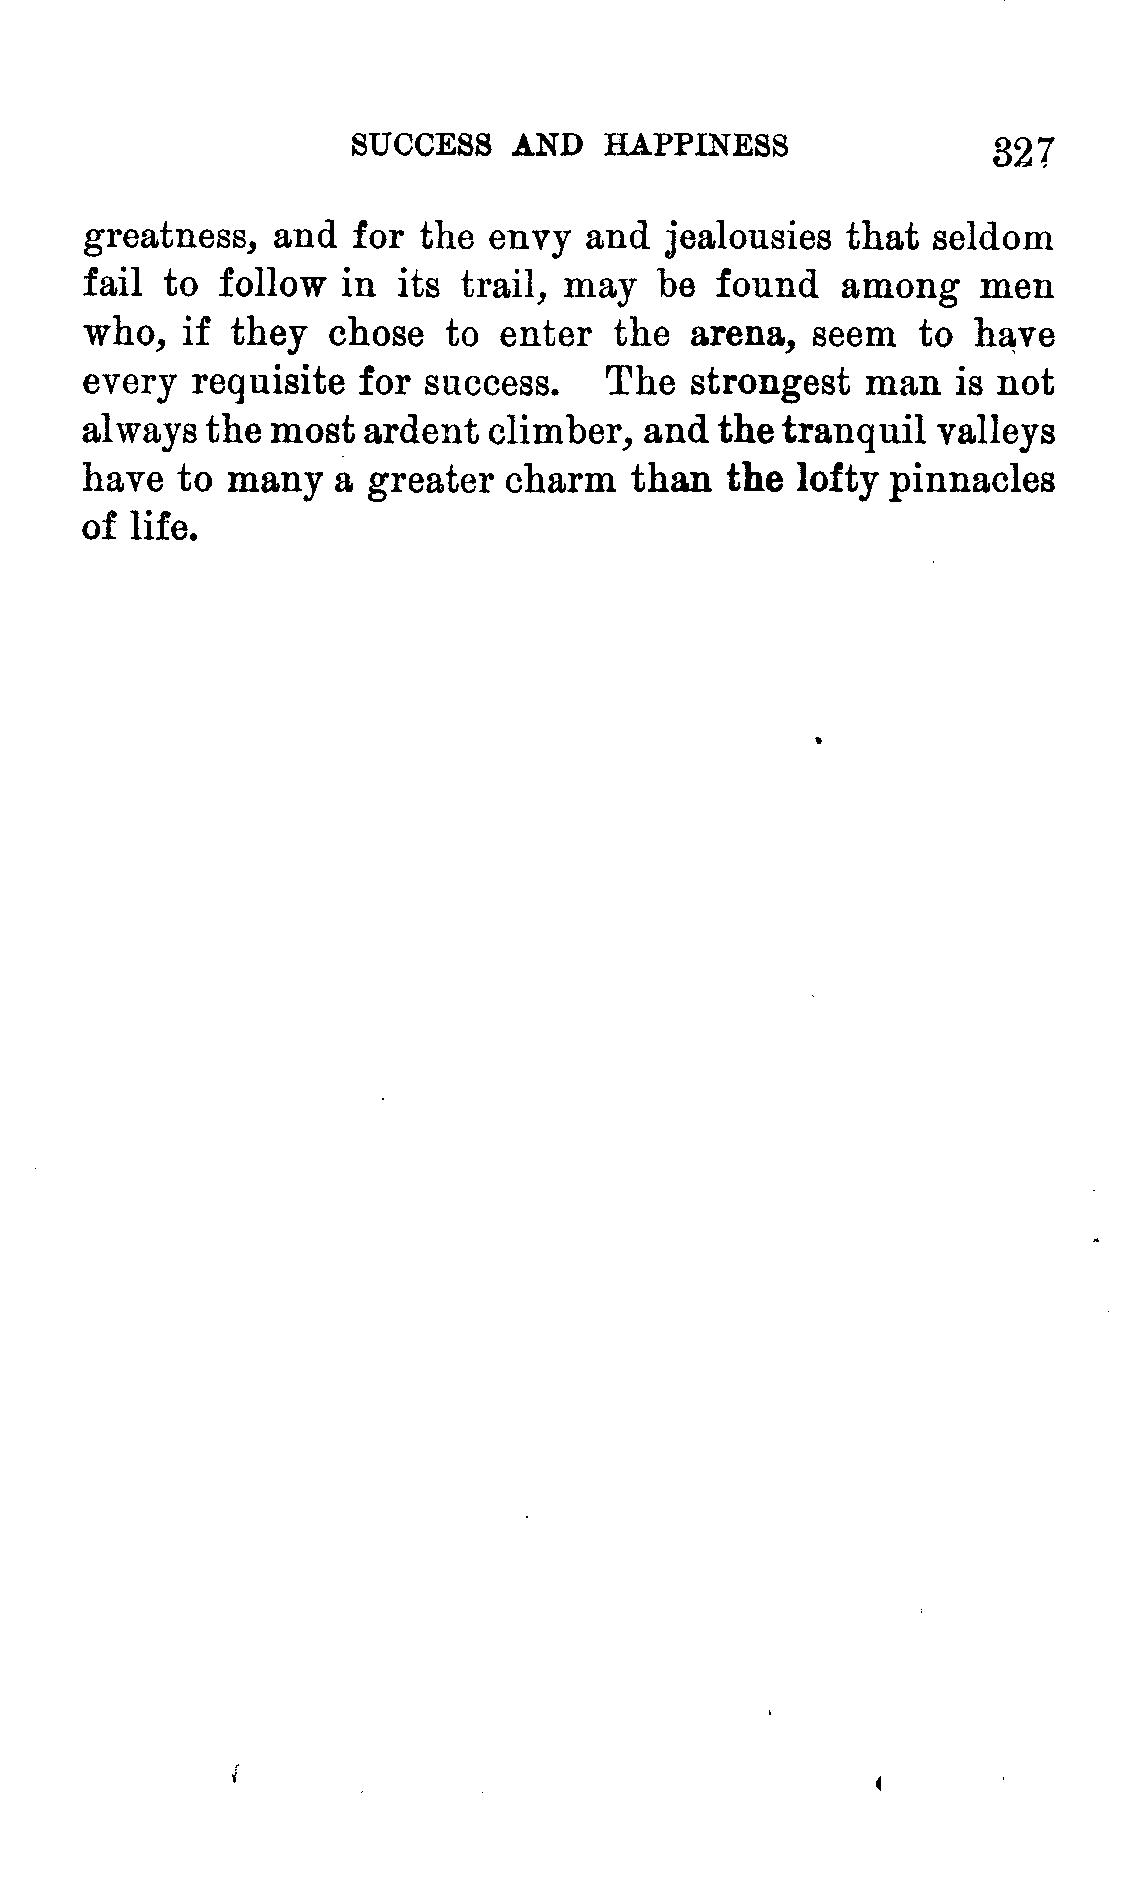 SUCCESS AND HAPPINESS 327
greatness, and for the envy and jealousies that seldom
fail to follow in its trail, may be found among men
who, if they chose to enter the arena, seem to have
every requisite for success. The strongest man is not
always the most ardent climber, and the tranquil valleys
have to many a greater charm than the lofty pinnacles
of life.